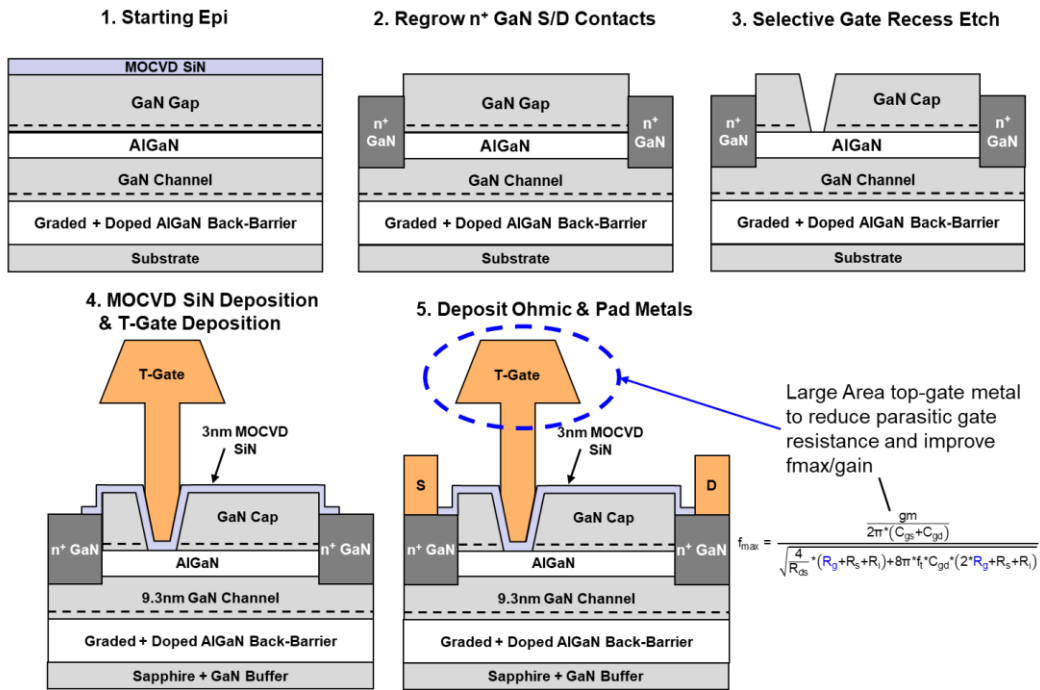 1. Starting Epi
MOCVD SiN
GaN Gap
AlGaN
GaN Channel
Graded + Doped AlGaN Back-Barrier
Substrate
2. Regrow n⁺ GaN S/D Contacts
n⁺
GaN
GaN Gap
n⁺
GaN
AlGaN
GaN Channel
Graded + Doped AlGaN Back-Barrier
Substrate
3. Selective Gate Recess Etch
n⁺
GaN
GaN Cap
n⁺
GaN
AlGaN
GaN Channel
Graded + Doped AlGaN Back-Barrier
Substrate
4. MOCVD SiN Deposition
& T-Gate Deposition
T-Gate
3nm MOCVD
SiN
GaN Cap
n⁺ GaN
n⁺ GaN
AlGaN
9.3nm GaN Channel
Graded + Doped AlGaN Back-Barrier
Sapphire + GaN Buffer
5. Deposit Ohmic & Pad Metals
T-Gate
3nm MOCVD
SiN
S
D
GaN Cap
n⁺ GaN
n⁺ GaN
AlGaN
9.3nm GaN Channel
Graded + Doped AlGaN Back-Barrier
Sapphire + GaN Buffer
Large Area top-gate metal
to reduce parasitic gate
resistance and improve
fmax/gain
gm
2π*(Cgs+Cgd)
fmax =
√4/Rds*(Rg+Rs+Ri)+8π*ft*Cgd*(2*Rg+Rs+Ri)